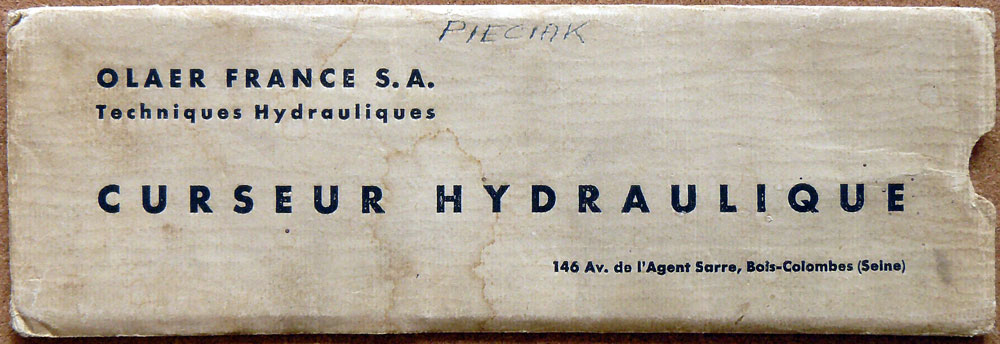 PIECIAK
OLAER FRANCE S.A.
Techniques Hydrauliques
CURSEUR HYDRAULIQUE
146 Av. de l'Agent Sarre, Bois-Colombes (Seine)